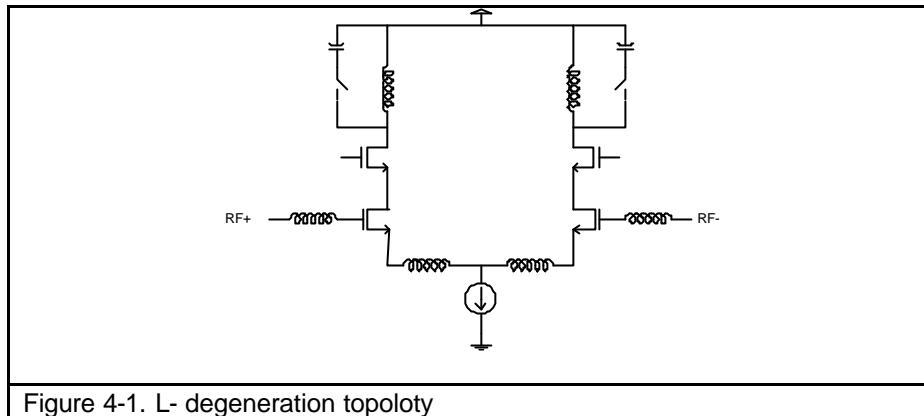 RF+
RF-
Figure 4-1. L- degeneration topoloty